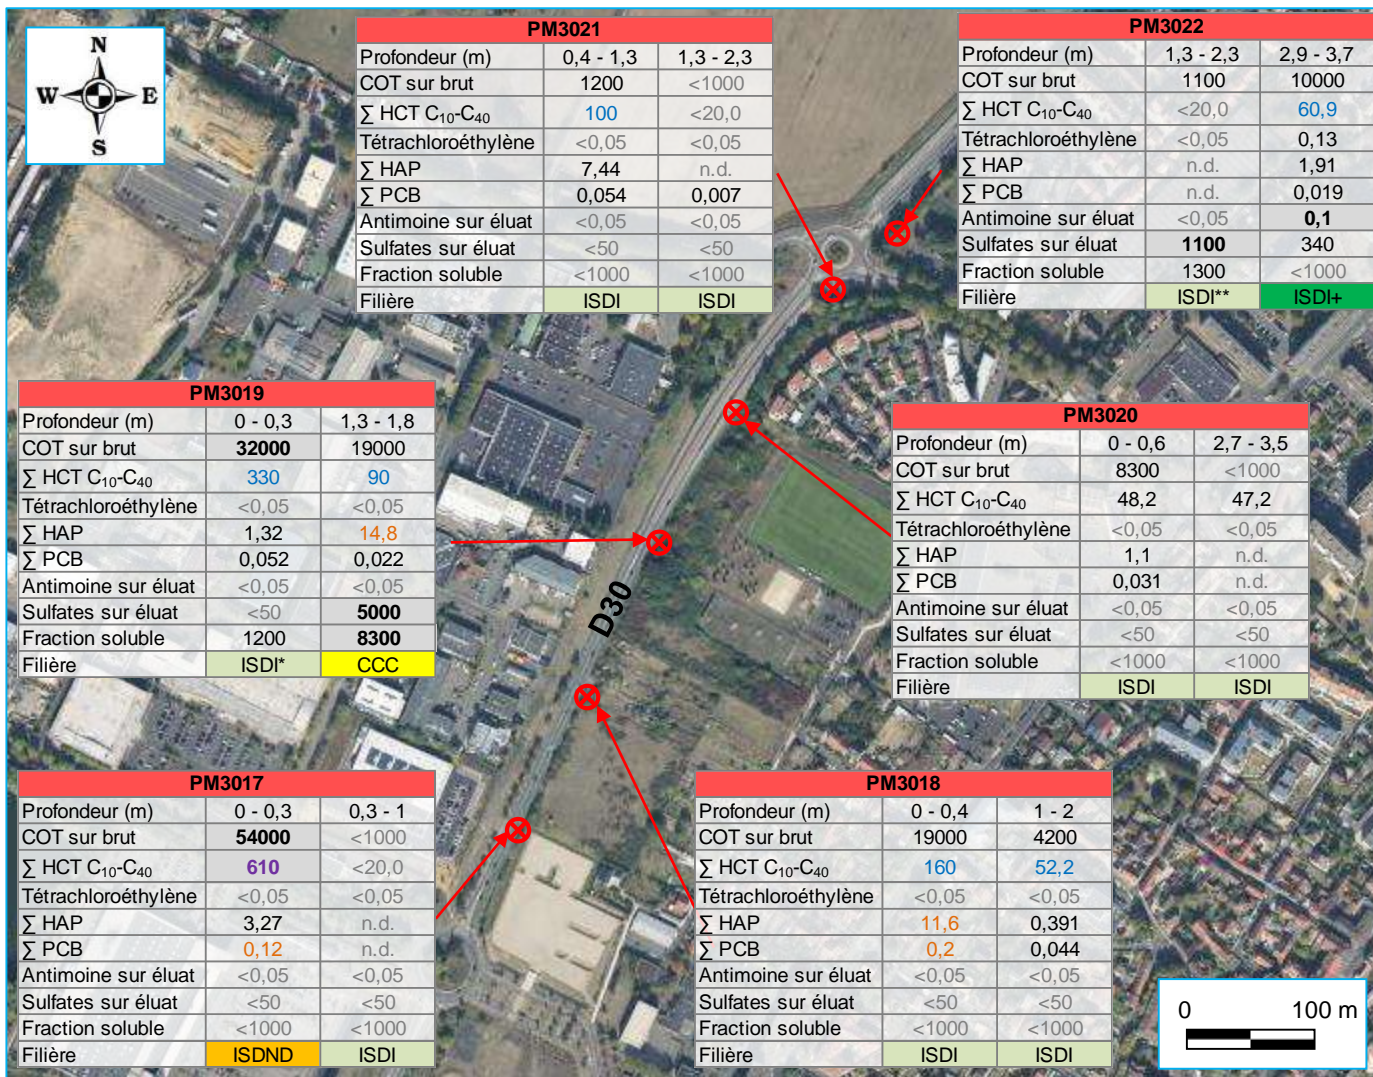 N
W E
S
PM3021
Profondeur (m) 0,4 - 1,3 1,3 - 2,3
COT sur brut 1200 <1000
∑ HCT C₁₀-C₄₀ 100 <20,0
Tétrachloroéthylène <0,05 <0,05
∑ HAP 7,44 n.d.
∑ PCB 0,054 0,007
Antimoine sur éluat <0,05 <0,05
Sulfates sur éluat <50 <50
Fraction soluble <1000 <1000
Filière ISDI ISDI
PM3022
Profondeur (m) 1,3 - 2,3 2,9 - 3,7
COT sur brut 1100 10000
∑ HCT C₁₀-C₄₀ <20,0 60,9
Tétrachloroéthylène <0,05 0,13
∑ HAP n.d. 1,91
∑ PCB n.d. 0,019
Antimoine sur éluat <0,05 0,1
Sulfates sur éluat 1100 340
Fraction soluble 1300 <1000
Filière ISDI** ISDI+
PM3019
Profondeur (m) 0 - 0,3 1,3 - 1,8
COT sur brut 32000 19000
∑ HCT C₁₀-C₄₀ 330 90
Tétrachloroéthylène <0,05 <0,05
∑ HAP 1,32 14,8
∑ PCB 0,052 0,022
Antimoine sur éluat <0,05 <0,05
Sulfates sur éluat <50 5000
Fraction soluble 1200 8300
Filière ISDI* CCC
PM3020
Profondeur (m) 0 - 0,6 2,7 - 3,5
COT sur brut 8300 <1000
∑ HCT C₁₀-C₄₀ 48,2 47,2
Tétrachloroéthylène <0,05 <0,05
∑ HAP 1,1 n.d.
∑ PCB 0,031 n.d.
Antimoine sur éluat <0,05 <0,05
Sulfates sur éluat <50 <50
Fraction soluble <1000 <1000
Filière ISDI ISDI
D30
PM3017
Profondeur (m) 0 - 0,3 0,3 - 1
COT sur brut 54000 <1000
∑ HCT C₁₀-C₄₀ 610 <20,0
Tétrachloroéthylène <0,05 <0,05
∑ HAP 3,27 n.d.
∑ PCB 0,12 n.d.
Antimoine sur éluat <0,05 <0,05
Sulfates sur éluat <50 <50
Fraction soluble <1000 <1000
Filière ISDND ISDI
PM3018
Profondeur (m) 0 - 0,4 1 - 2
COT sur brut 19000 4200
∑ HCT C₁₀-C₄₀ 160 52,2
Tétrachloroéthylène <0,05 <0,05
∑ HAP 11,6 0,391
∑ PCB 0,2 0,044
Antimoine sur éluat <0,05 <0,05
Sulfates sur éluat <50 <50
Fraction soluble <1000 <1000
Filière ISDI ISDI
0 100 m